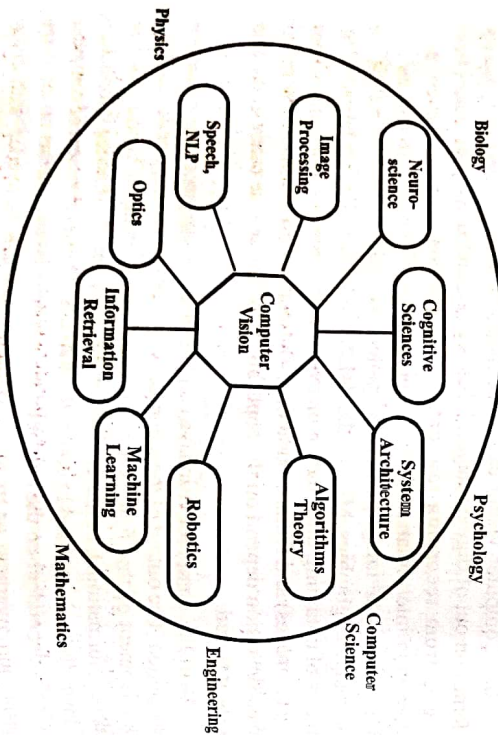 Biology
Psychology
Neuro-
science
Cognitive
Sciences
System
Architecture
Image
Processing
Algorithms
Theory
Computer
Science
Computer
Vision
Speech,
NLP
Robotics
Engineering
Physics
Optics
Information
Retrieval
Machine
Learning
Mathematics